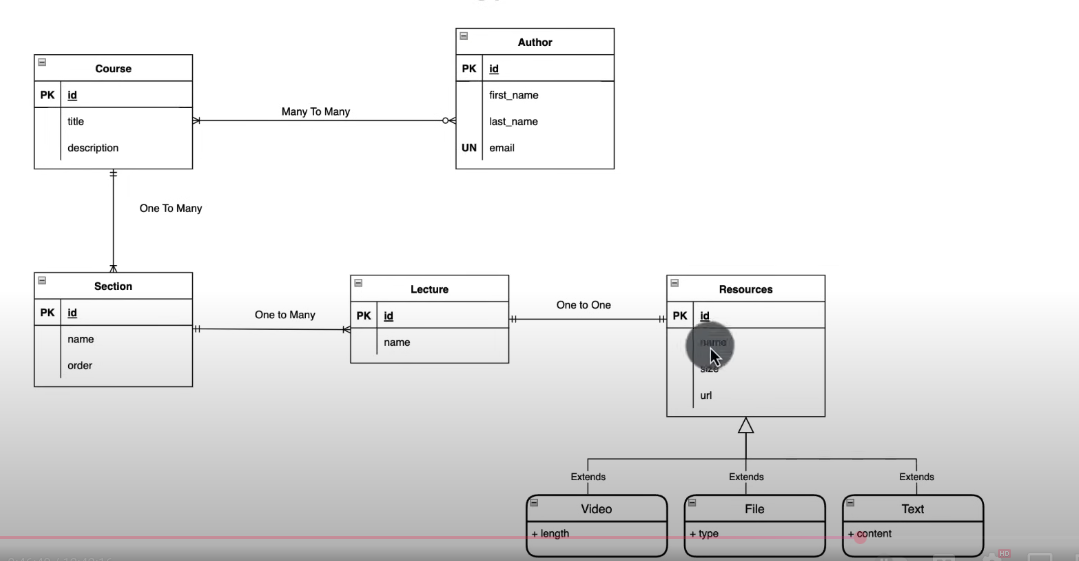 Author
PK id
first_name
last_name
UN email
Course
PK id
title
description
Many To Many
One To Many
Section
PK id
name
order
One to Many
Lecture
PK id
name
One to One
Resources
PK id
name
size
url
Extends
Extends
Extends
Video
+ length
File
+ type
Text
+ content
HD